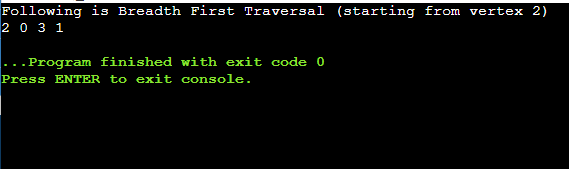 Following is Breadth First Traversal (starting from vertex 2)
2 0 3 1
...Program finished with exit code 0
Press ENTER to exit console.